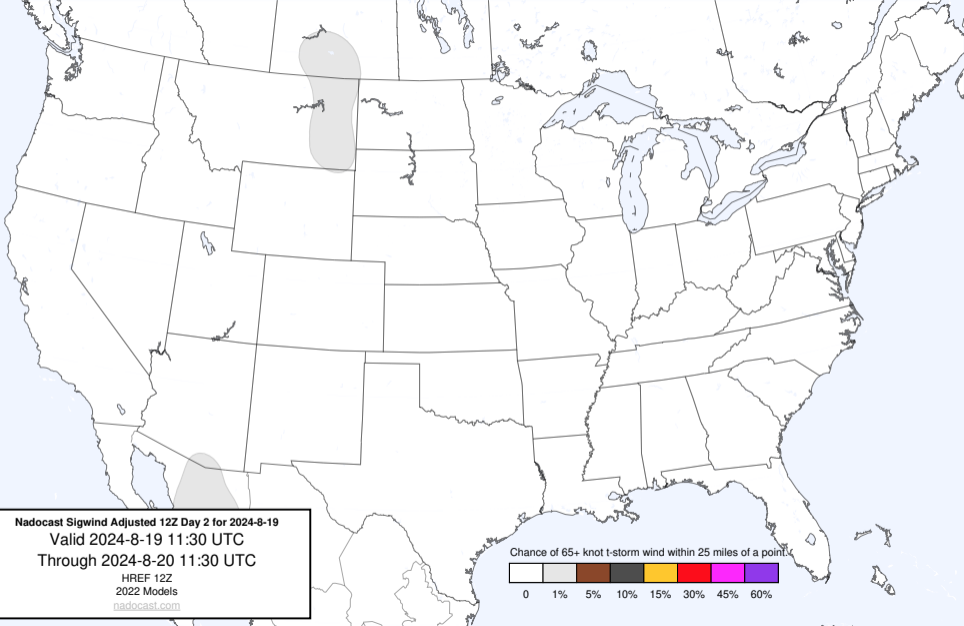 Nadocast Sigwind Adjusted 12Z Day 2 for 2024-8-19
Valid 2024-8-19 11:30 UTC
Through 2024-8-20 11:30 UTC
HREF 12Z
2022 Models
nadocast.com
Chance of 65+ knot t-storm wind within 25 miles of a point.
0 1% 5% 10% 15% 30% 45% 60%